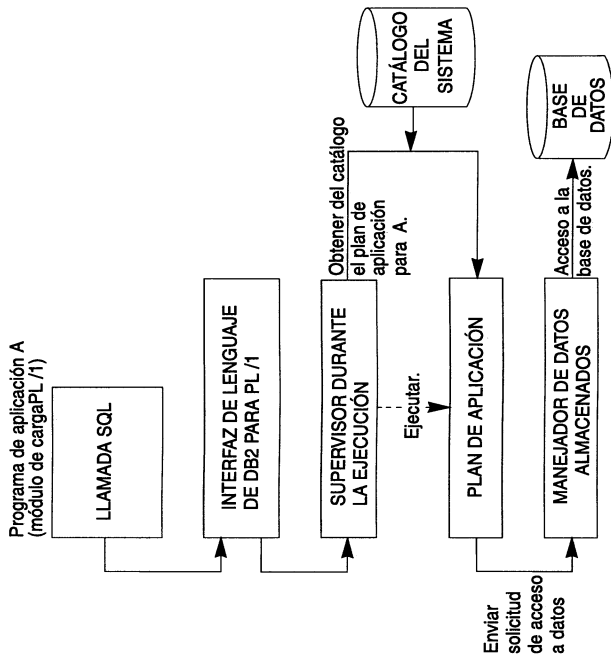 Programa de aplicación A
(módulo de cargaPL /1)
LLAMADA SQL
INTERFAZ DE LENGUAJE
DE DB2 PARA PL /1
SUPERVISOR DURANTE
LA EJECUCIÓN
Obtener del catálogo
el plan de
aplicación
para A.
CATÁLOGO
DEL
SISTEMA
Ejecutar.
PLAN DE APLICACIÓN
Enviar
solicitud
de acceso
a datos
MANEJADOR DE DATOS
ALMACENADOS
Acceso a la
base de datos.
BASE
DE
DATOS